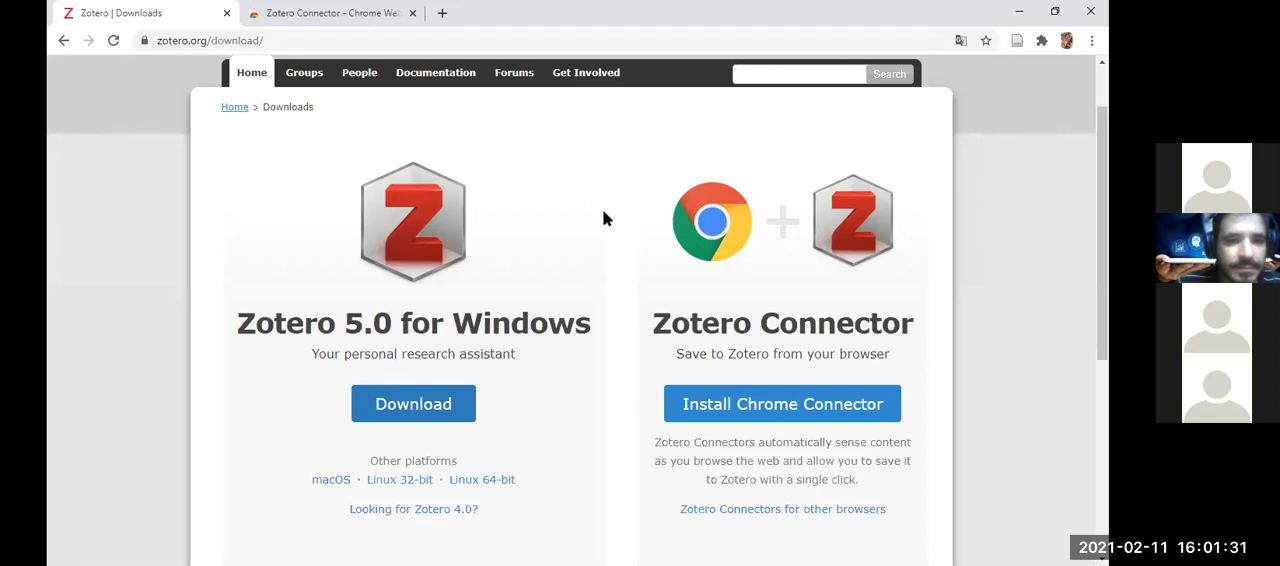 Zotero | Downloads
Zotero Connector - Chrome Web
zotero.org/download/
Home Groups People Documentation Forums Get Involved Search
Home > Downloads
Zotero 5.0 for Windows
Your personal research assistant
Download
Other platforms
macOS · Linux 32-bit · Linux 64-bit
Looking for Zotero 4.0?
Zotero Connector
Save to Zotero from your browser
Install Chrome Connector
Zotero Connectors automatically sense content
as you browse the web and allow you to save it
to Zotero with a single click.
Zotero Connectors for other browsers
2021-02-11 16:01:31